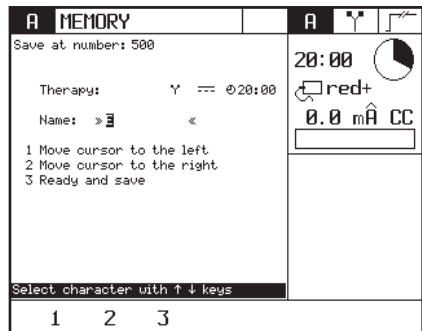 A MEMORY
Save at number: 500
Therapy: 20:00
Name: »3 «
1 Move cursor to the left
2 Move cursor to the right
3 Ready and save
Select character with ↑ ↓ keys
1 2 3
A
20:00
red+
0.0 mÂ CC